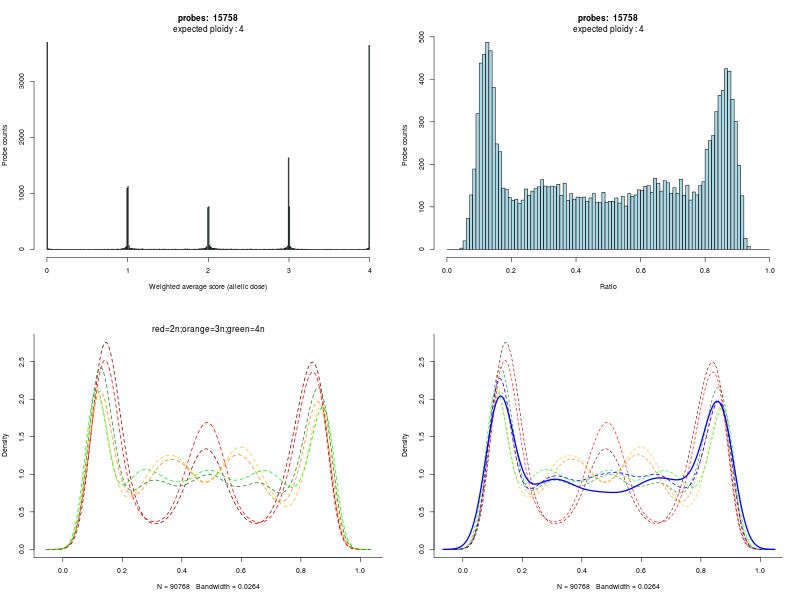 probes: 15758
expected ploidy : 4
Probe counts
3000
2000
1000
0
0 1 2 3 4
Weighted average score (allelic dose)
probes: 15758
expected ploidy : 4
Probe counts
500
400
300
200
100
0
0.0 0.2 0.4 0.6 0.8 1.0
Ratio
red=2n;orange=3n;green=4n
Density
2.5
2.0
1.5
1.0
0.5
0.0
0.0 0.2 0.4 0.6 0.8 1.0
N = 90768 Bandwidth = 0.0264
Density
2.5
2.0
1.5
1.0
0.5
0.0
0.0 0.2 0.4 0.6 0.8 1.0
N = 90768 Bandwidth = 0.0264